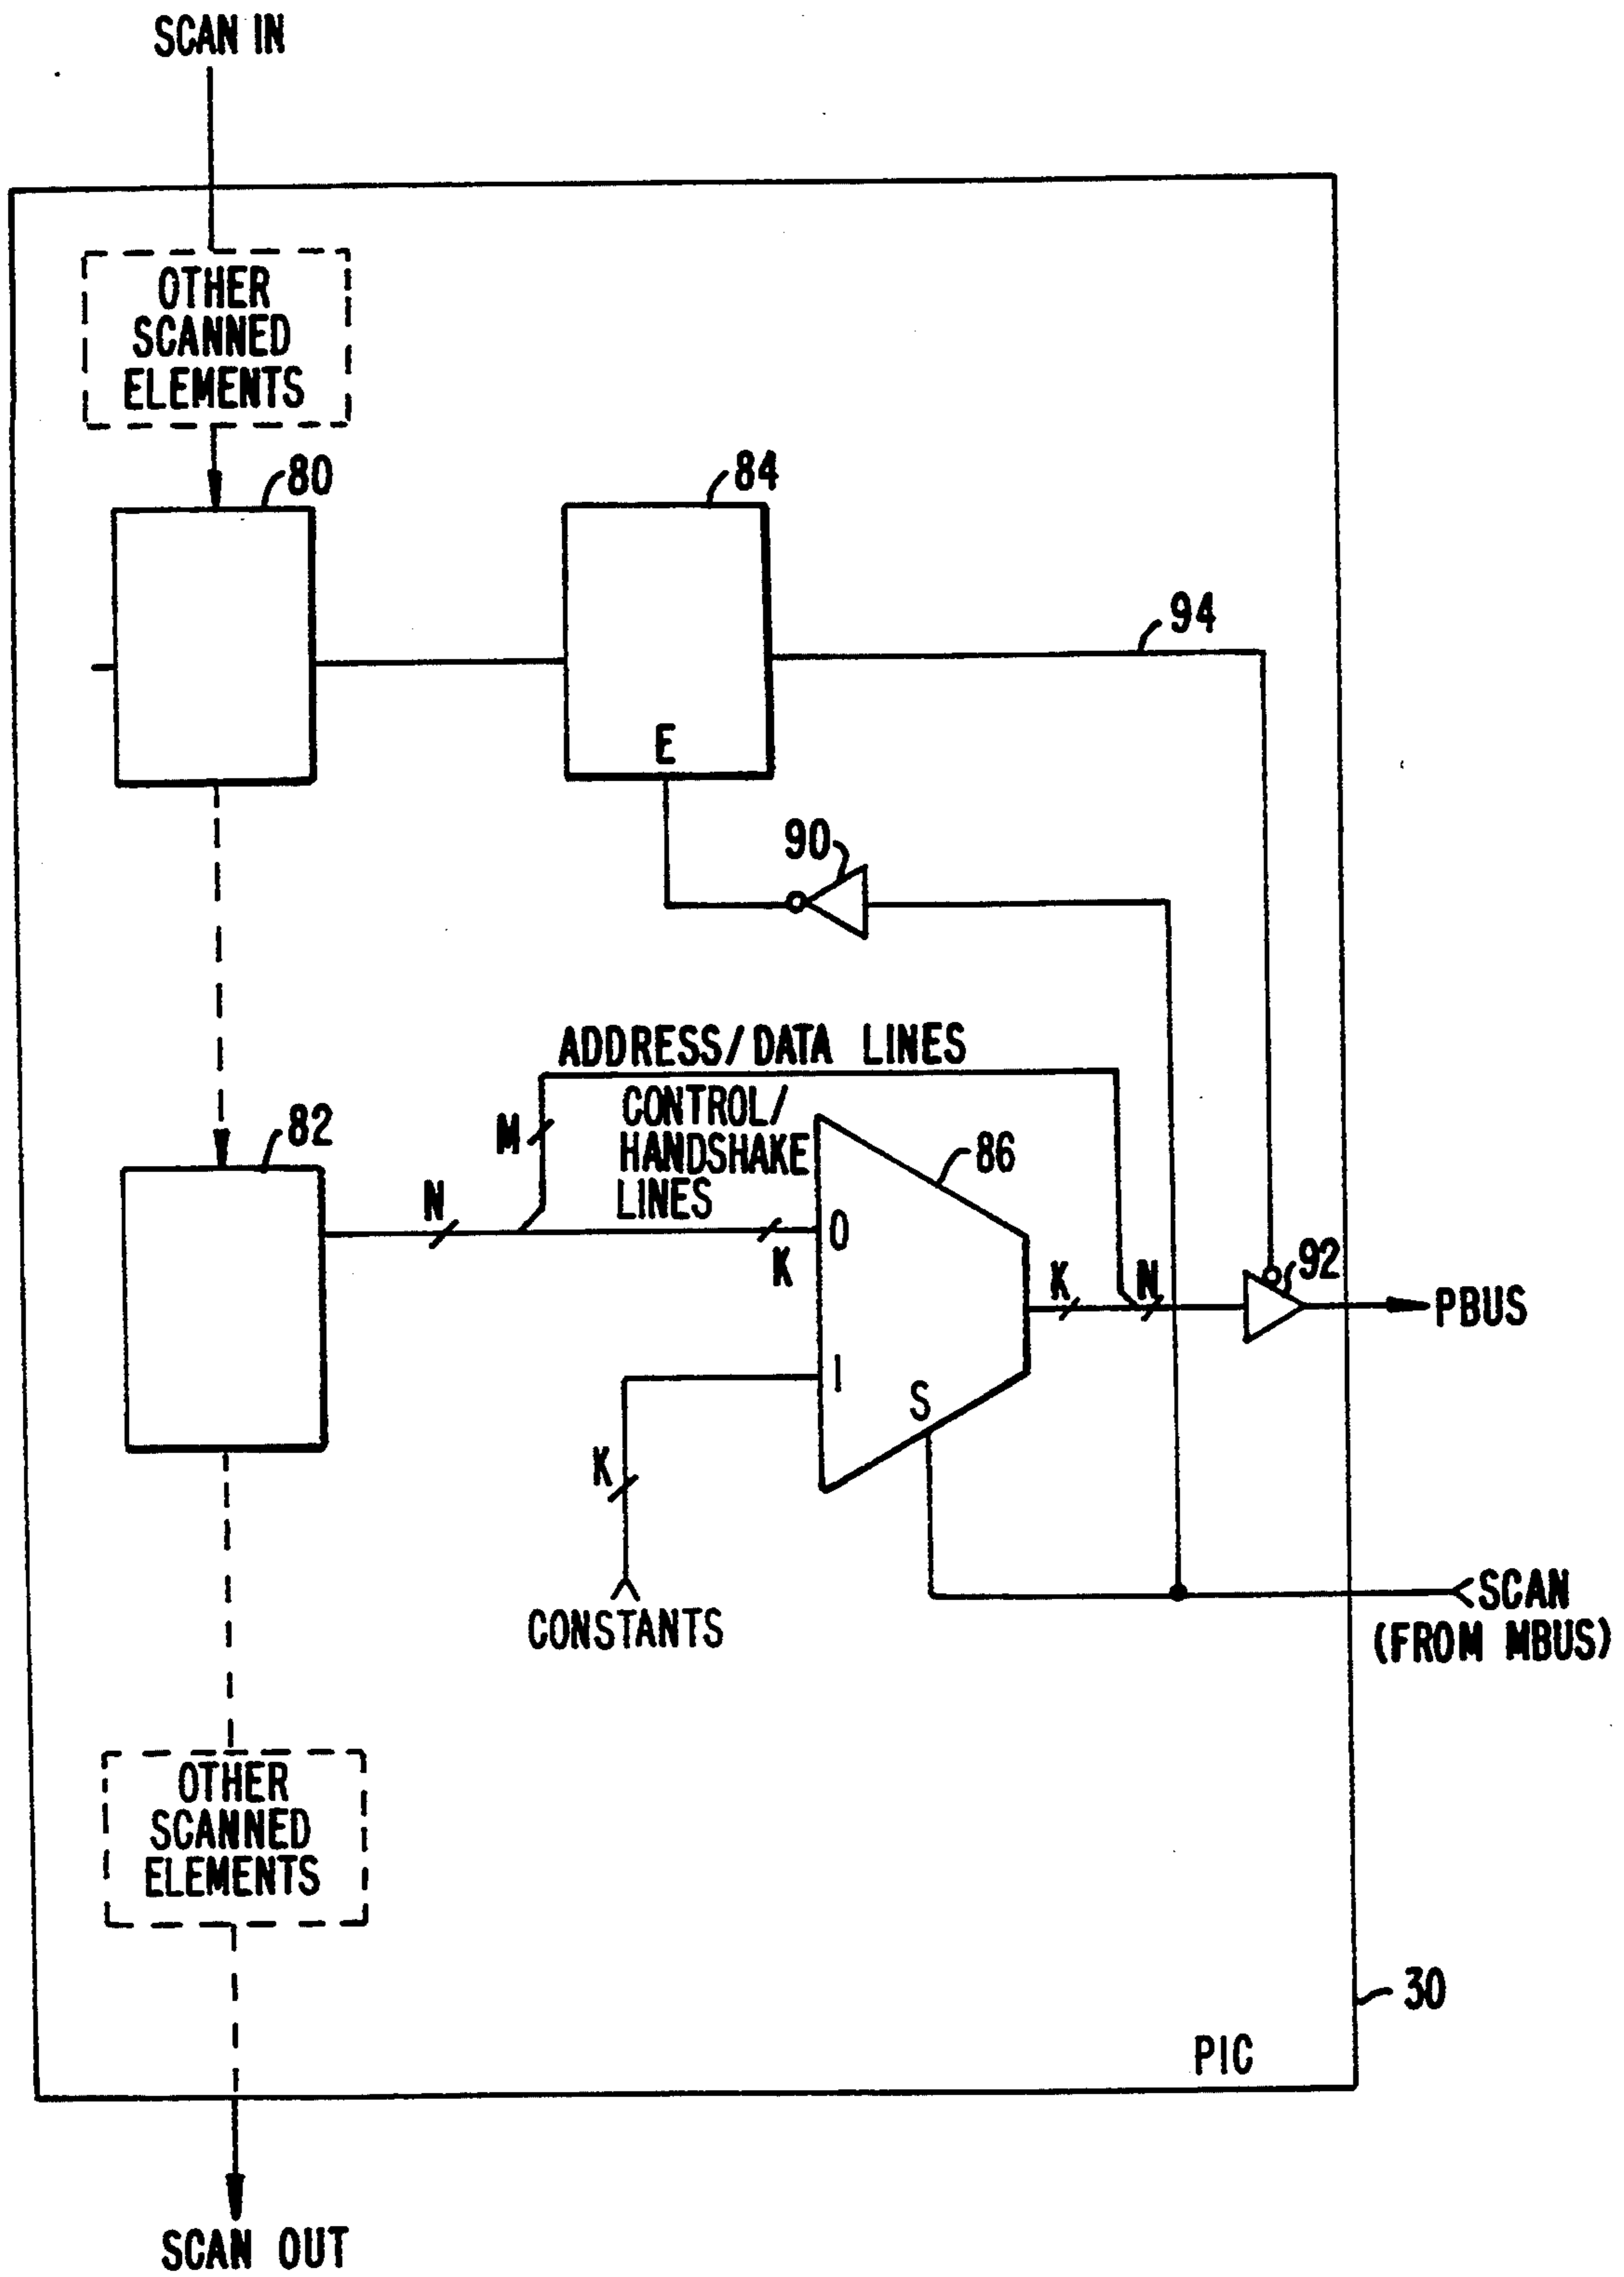 SCAN IN
OTHER
SCANNED
ELEMENTS
80
84
94
E
90
ADDRESS/DATA LINES
CONTROL/
HANDSHAKE
LINES
M
82
86
N
0
K
K
N
92
PBUS
1
S
K
CONSTANTS
SCAN
(FROM MBUS)
OTHER
SCANNED
ELEMENTS
30
PIC
SCAN OUT